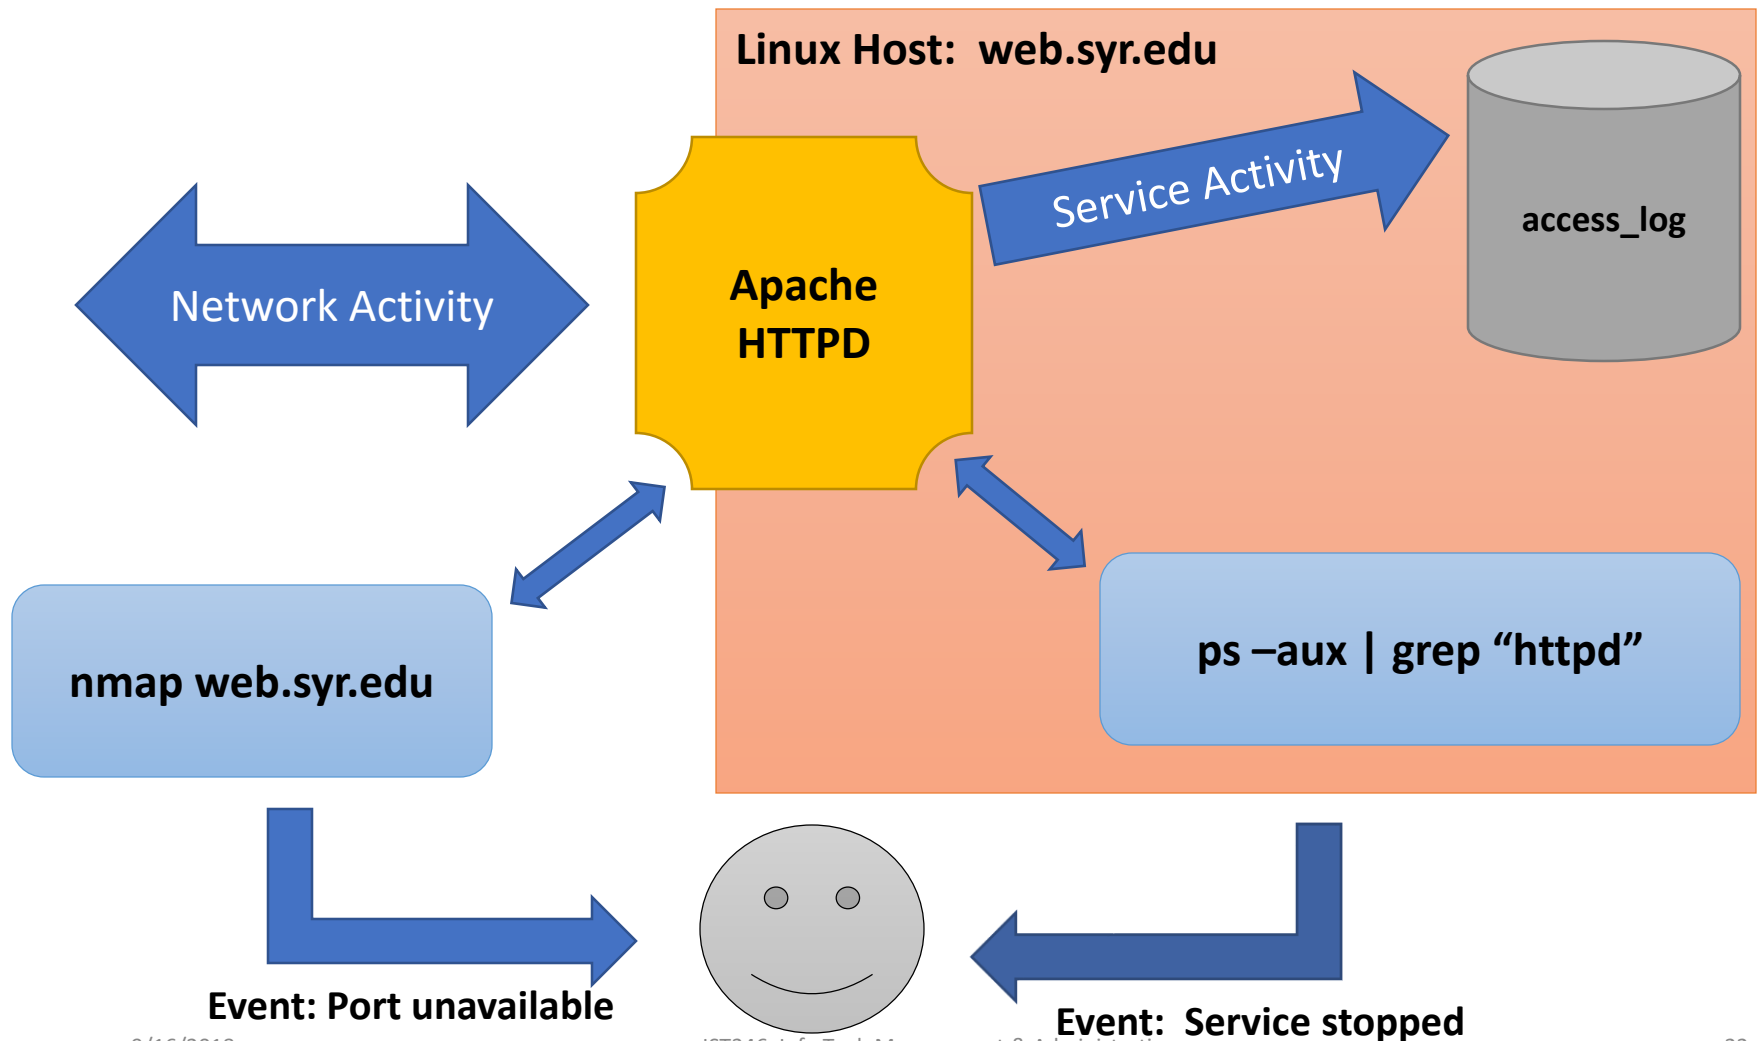 Linux Host:  web.syr.edu
Service Activity
access_log
Network Activity
Apache
HTTPD
nmap web.syr.edu
ps –aux | grep “httpd”
Event: Port unavailable
Event:  Service stopped